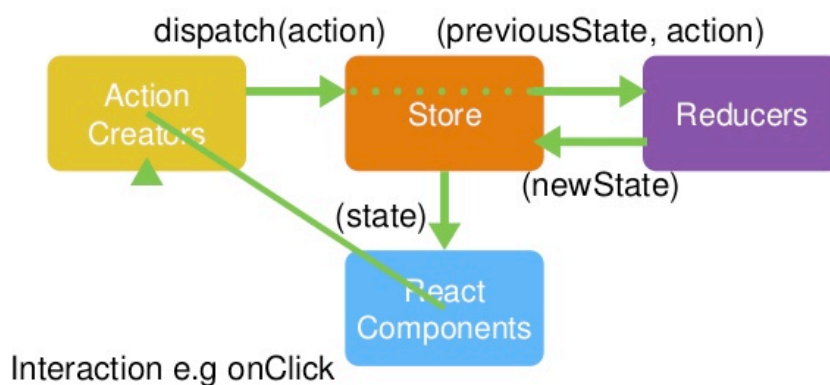 dispatch(action)
(previousState, action)
Action
Creators
Store
Reducers
(newState)
(state)
React
Components
Interaction e.g onClick